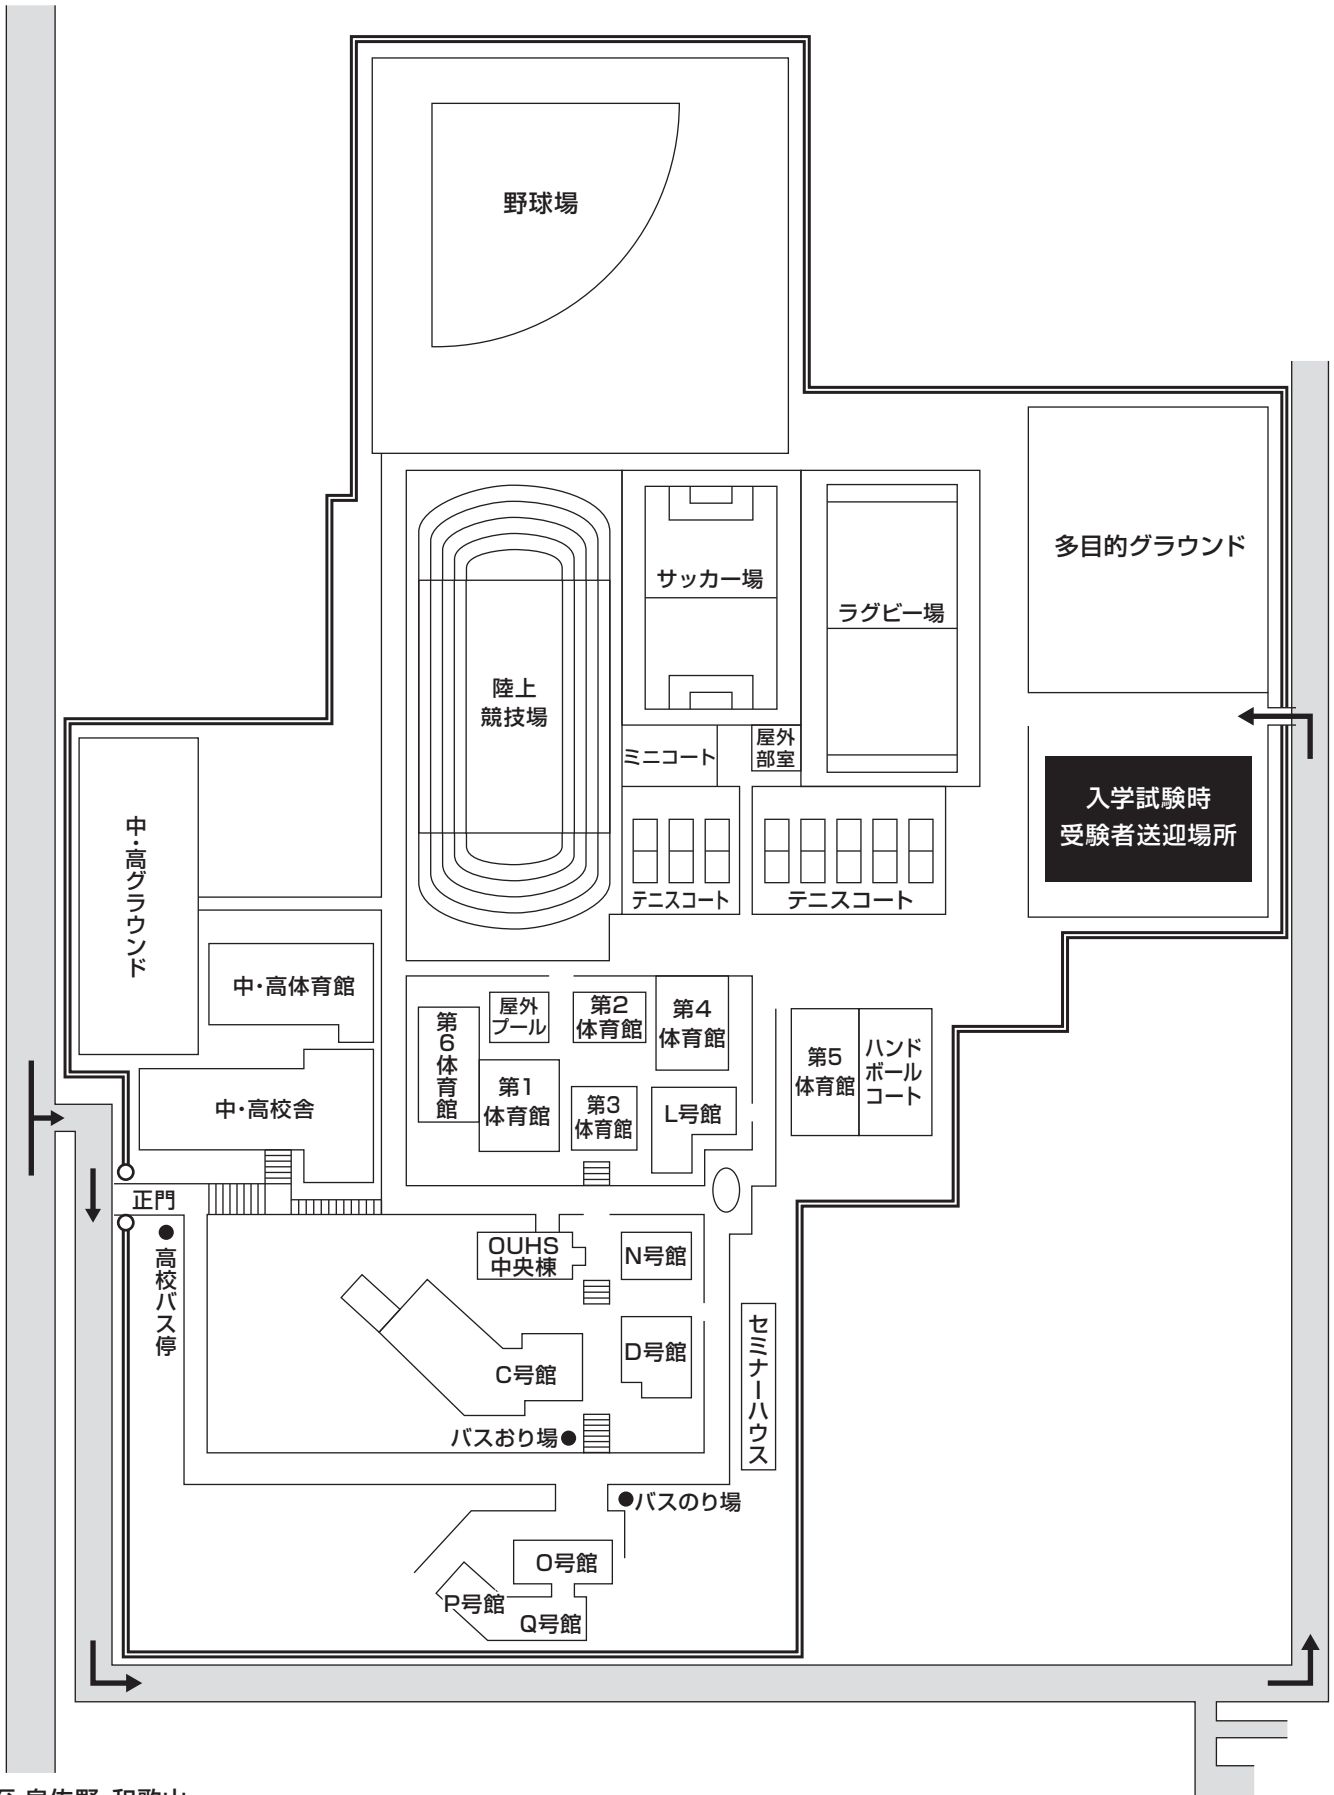 野球場
多目的グラウンド
サッカー場
ラグビー場
陸上
競技場
ミニコート
屋外
部室
入学試験時
受験者送迎場所
テニスコート
テニスコート
中・高グラウンド
中・高体育館
中・高校舎
第6体育館
屋外
プール
第2
体育館
第4
体育館
第1
体育館
第3
体育館
L号館
第5
体育館
ハンド
ボール
コート
正門
高校バス停
OUHS
中央棟
N号館
C号館
D号館
セミナーハウス
バスおり場
バスのり場
O号館
P号館
Q号館